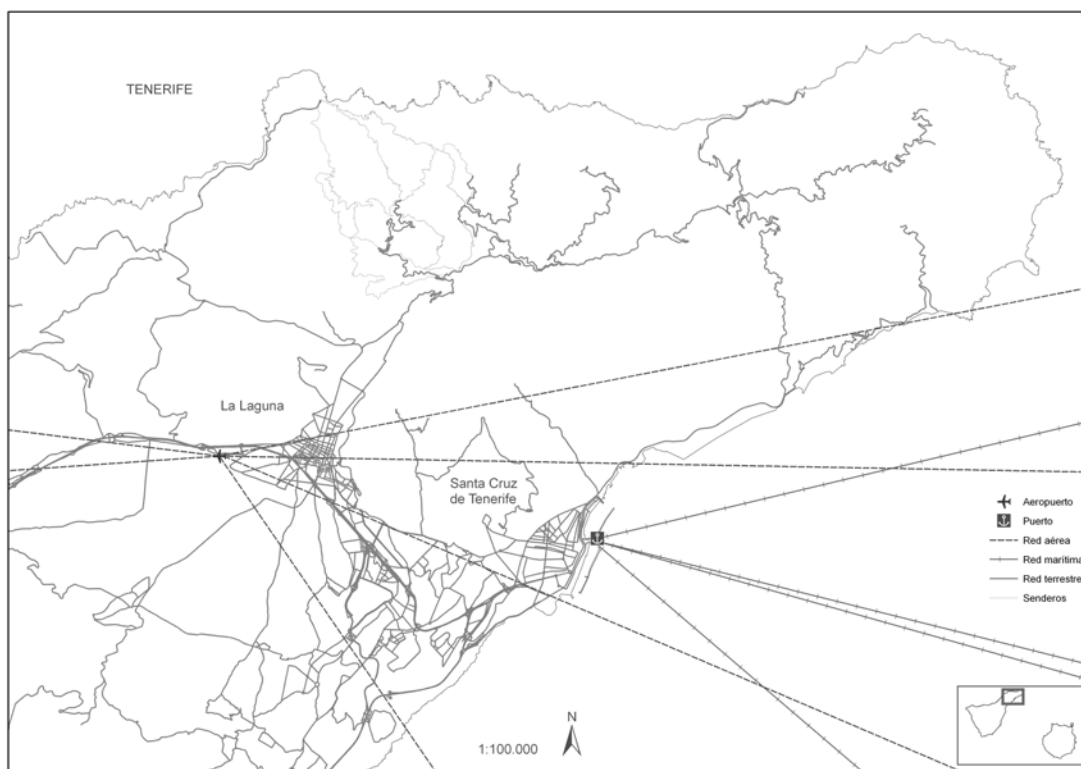 TENERIFE
La Laguna
Santa Cruz
de Tenerife
Aeropuerto
Puerto
Red aérea
Red marítima
Red terrestre
Senderos
N
1:100.000